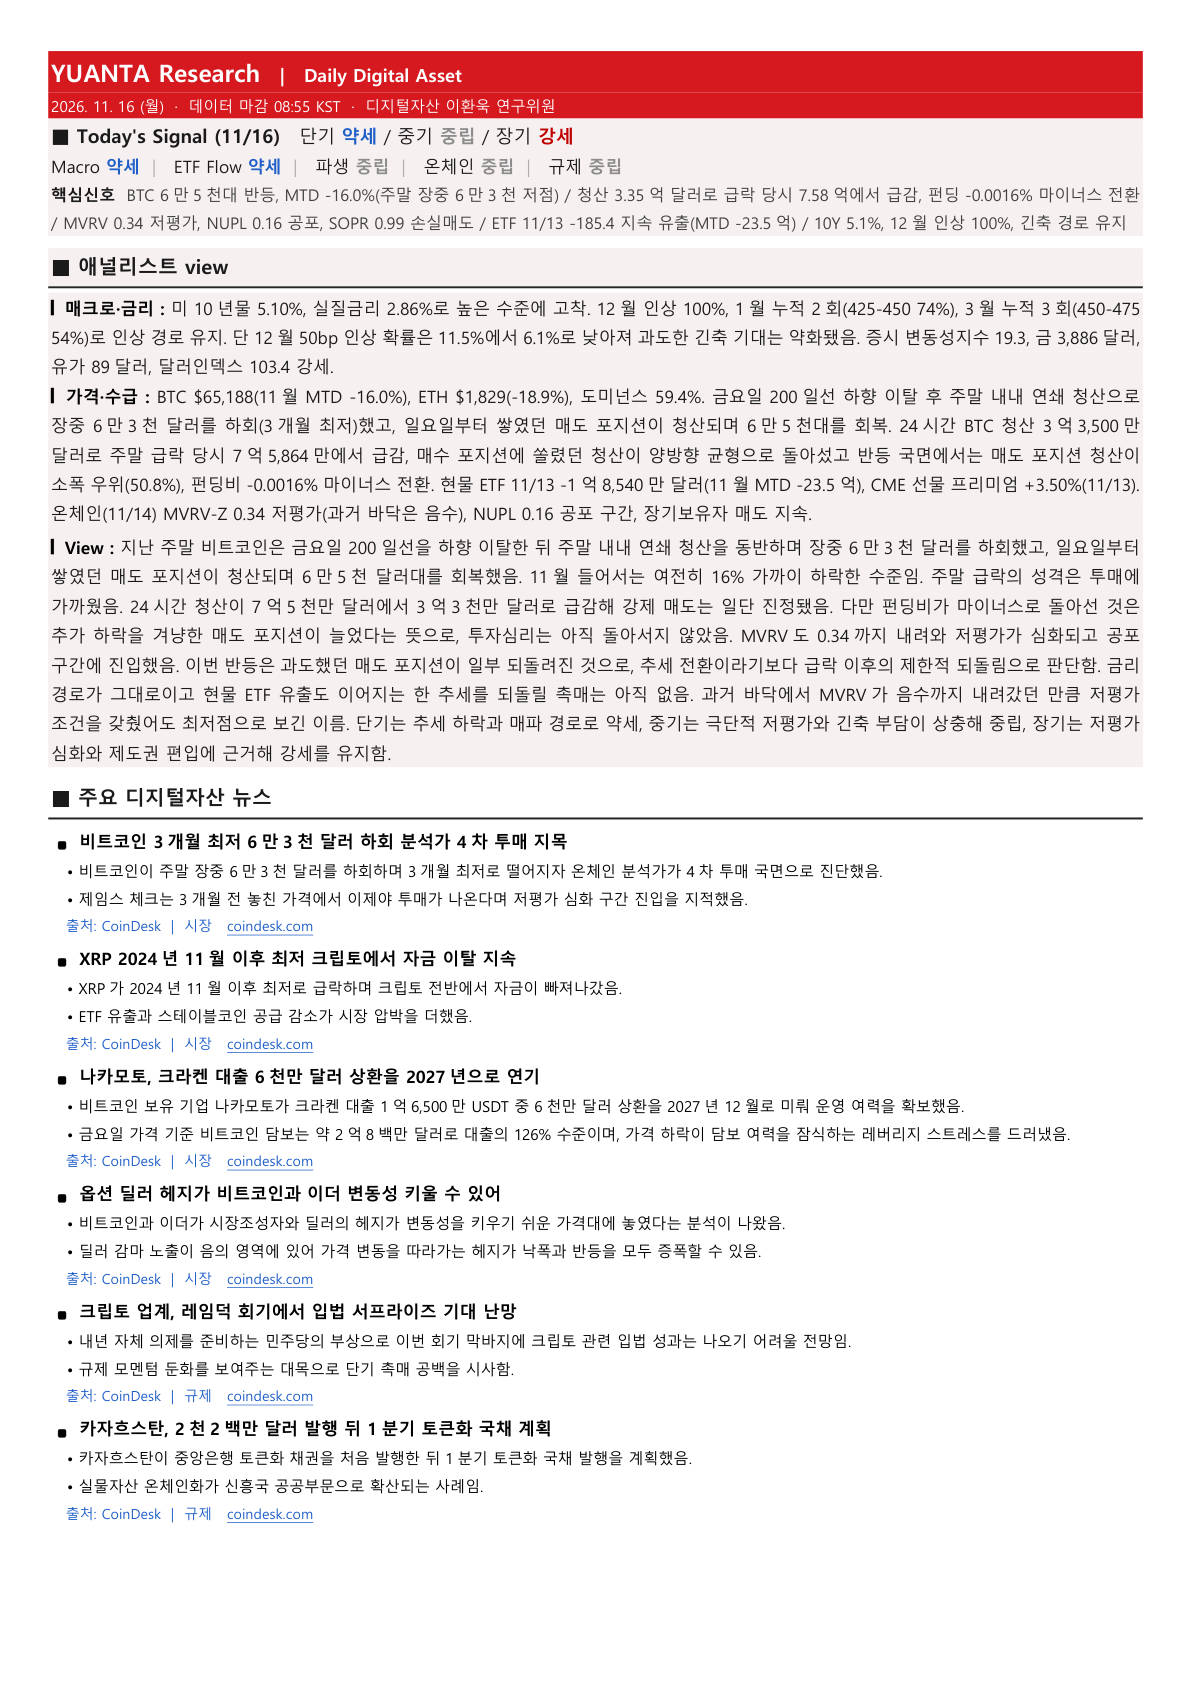 YUANTA Research | Daily Digital Asset
2026. 11. 16 (월) · 데이터 마감 08:55 KST · 디지털자산 이환욱 연구위원
■ Today's Signal (11/16) 단기 약세 / 중기 중립 / 장기 강세
Macro 약세 | ETF Flow 약세 | 파생 중립 | 온체인 중립 | 규제 중립
핵심신호 BTC 6만5천대 반등, MTD -16.0%(주말 장중 6만3천 저점) / 청산 3.35억 달러로 급락 당시 7.58억에서 급감, 펀딩 -0.0016% 마이너스 전환
/ MVRV 0.34 저평가, NUPL 0.16 공포, SOPR 0.99 손실매도 / ETF 11/13 -185.4 지속 유출(MTD -23.5억) / 10Y 5.1%, 12월 인상 100%, 긴축 경로 유지
■ 애널리스트 view
┃ 매크로·금리 : 미 10년물 5.10%, 실질금리 2.86%로 높은 수준에 고착. 12월 인상 100%, 1월 누적 2회(425-450 74%), 3월 누적 3회(450-475
54%)로 인상 경로 유지. 단 12월 50bp 인상 확률은 11.5%에서 6.1%로 낮아져 과도한 긴축 기대는 약화됐음. 증시 변동성지수 19.3, 금 3,886달러,
유가 89달러, 달러인덱스 103.4 강세.
┃ 가격·수급 : BTC $65,188(11월 MTD -16.0%), ETH $1,829(-18.9%), 도미넌스 59.4%. 금요일 200일선 하향 이탈 후 주말 내내 연쇄 청산으로
장중 6만3천 달러를 하회(3개월 최저)했고, 일요일부터 쌓였던 매도 포지션이 청산되며 6만5천대를 회복. 24시간 BTC 청산 3억3,500만
달러로 주말 급락 당시 7억5,864만에서 급감, 매수 포지션에 쏠렸던 청산이 양방향 균형으로 돌아섰고 반등 국면에서는 매도 포지션 청산이
소폭 우위(50.8%), 펀딩비 -0.0016% 마이너스 전환. 현물 ETF 11/13 -1억8,540만 달러(11월 MTD -23.5억), CME 선물 프리미엄 +3.50%(11/13).
온체인(11/14) MVRV-Z 0.34 저평가(과거 바닥은 음수), NUPL 0.16 공포 구간, 장기보유자 매도 지속.
┃ View : 지난 주말 비트코인은 금요일 200일선을 하향 이탈한 뒤 주말 내내 연쇄 청산을 동반하며 장중 6만3천 달러를 하회했고, 일요일부터
쌓였던 매도 포지션이 청산되며 6만5천 달러대를 회복했음. 11월 들어서는 여전히 16% 가까이 하락한 수준임. 주말 급락의 성격은 투매에
가까웠음. 24시간 청산이 7억5천만 달러에서 3억3천만 달러로 급감해 강제 매도는 일단 진정됐음. 다만 펀딩비가 마이너스로 돌아선 것은
추가 하락을 겨냥한 매도 포지션이 늘었다는 뜻으로, 투자심리는 아직 돌아서지 않았음. MVRV도 0.34까지 내려와 저평가가 심화되고 공포
구간에 진입했음. 이번 반등은 과도했던 매도 포지션이 일부 되돌려진 것으로, 추세 전환이라기보다 급락 이후의 제한적 되돌림으로 판단함. 금리
경로가 그대로이고 현물 ETF 유출도 이어지는 한 추세를 되돌릴 촉매는 아직 없음. 과거 바닥에서 MVRV가 음수까지 내려갔던 만큼 저평가
조건을 갖췄어도 최저점으로 보긴 이름. 단기는 추세 하락과 매파 경로로 약세, 중기는 극단적 저평가와 긴축 부담이 상충해 중립, 장기는 저평가
심화와 제도권 편입에 근거해 강세를 유지함.
■ 주요 디지털자산 뉴스
▪ 비트코인 3개월 최저 6만3천 달러 하회 분석가 4차 투매 지목
• 비트코인이 주말 장중 6만3천 달러를 하회하며 3개월 최저로 떨어지자 온체인 분석가가 4차 투매 국면으로 진단했음.
• 제임스 체크는 3개월 전 놓친 가격에서 이제야 투매가 나온다며 저평가 심화 구간 진입을 지적했음.
출처: CoinDesk | 시장 coindesk.com
▪ XRP 2024년 11월 이후 최저 크립토에서 자금 이탈 지속
• XRP가 2024년 11월 이후 최저로 급락하며 크립토 전반에서 자금이 빠져나갔음.
• ETF 유출과 스테이블코인 공급 감소가 시장 압박을 더했음.
출처: CoinDesk | 시장 coindesk.com
▪ 나카모토, 크라켄 대출 6천만 달러 상환을 2027년으로 연기
• 비트코인 보유 기업 나카모토가 크라켄 대출 1억6,500만 USDT 중 6천만 달러 상환을 2027년 12월로 미뤄 운영 여력을 확보했음.
• 금요일 가격 기준 비트코인 담보는 약 2억8백만 달러로 대출의 126% 수준이며, 가격 하락이 담보 여력을 잠식하는 레버리지 스트레스를 드러냈음.
출처: CoinDesk | 시장 coindesk.com
▪ 옵션 딜러 헤지가 비트코인과 이더 변동성 키울 수 있어
• 비트코인과 이더가 시장조성자와 딜러의 헤지가 변동성을 키우기 쉬운 가격대에 놓였다는 분석이 나왔음.
• 딜러 감마 노출이 음의 영역에 있어 가격 변동을 따라가는 헤지가 낙폭과 반등을 모두 증폭할 수 있음.
출처: CoinDesk | 시장 coindesk.com
▪ 크립토 업계, 레임덕 회기에서 입법 서프라이즈 기대 난망
• 내년 자체 의제를 준비하는 민주당의 부상으로 이번 회기 막바지에 크립토 관련 입법 성과는 나오기 어려울 전망임.
• 규제 모멘텀 둔화를 보여주는 대목으로 단기 촉매 공백을 시사함.
출처: CoinDesk | 규제 coindesk.com
▪ 카자흐스탄, 2천2백만 달러 발행 뒤 1분기 토큰화 국채 계획
• 카자흐스탄이 중앙은행 토큰화 채권을 처음 발행한 뒤 1분기 토큰화 국채 발행을 계획했음.
• 실물자산 온체인화가 신흥국 공공부문으로 확산되는 사례임.
출처: CoinDesk | 규제 coindesk.com